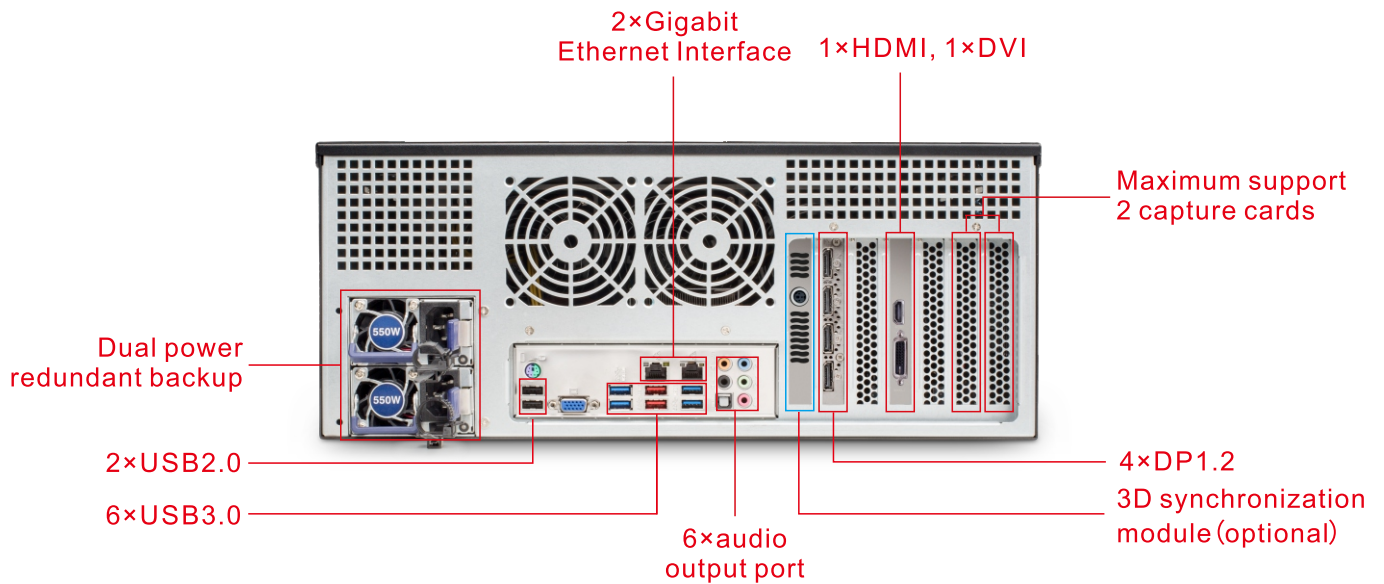 2×Gigabit
Ethernet Interface
1×HDMI, 1×DVI
Maximum support
2 capture cards
550W
550W
Dual power
redundant backup
2×USB2.0
6×USB3.0
6×audio
output port
4×DP1.2
3D synchronization
module(optional)